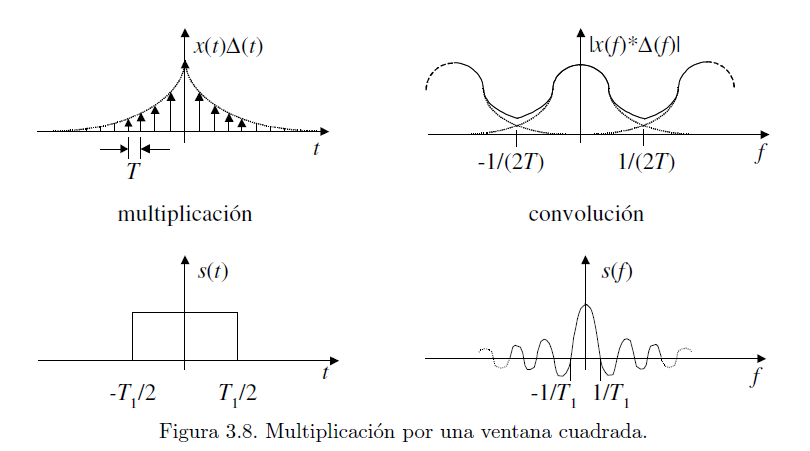 x(t)Δ(t)
|x(f)*Δ(f)|
t
T
-1/(2T)
1/(2T)
f
multiplicación
convolución
s(t)
s(f)
t
-T₁/2
T₁/2
f
-1/T₁
1/T₁
Figura 3.8. Multiplicación por una ventana cuadrada.